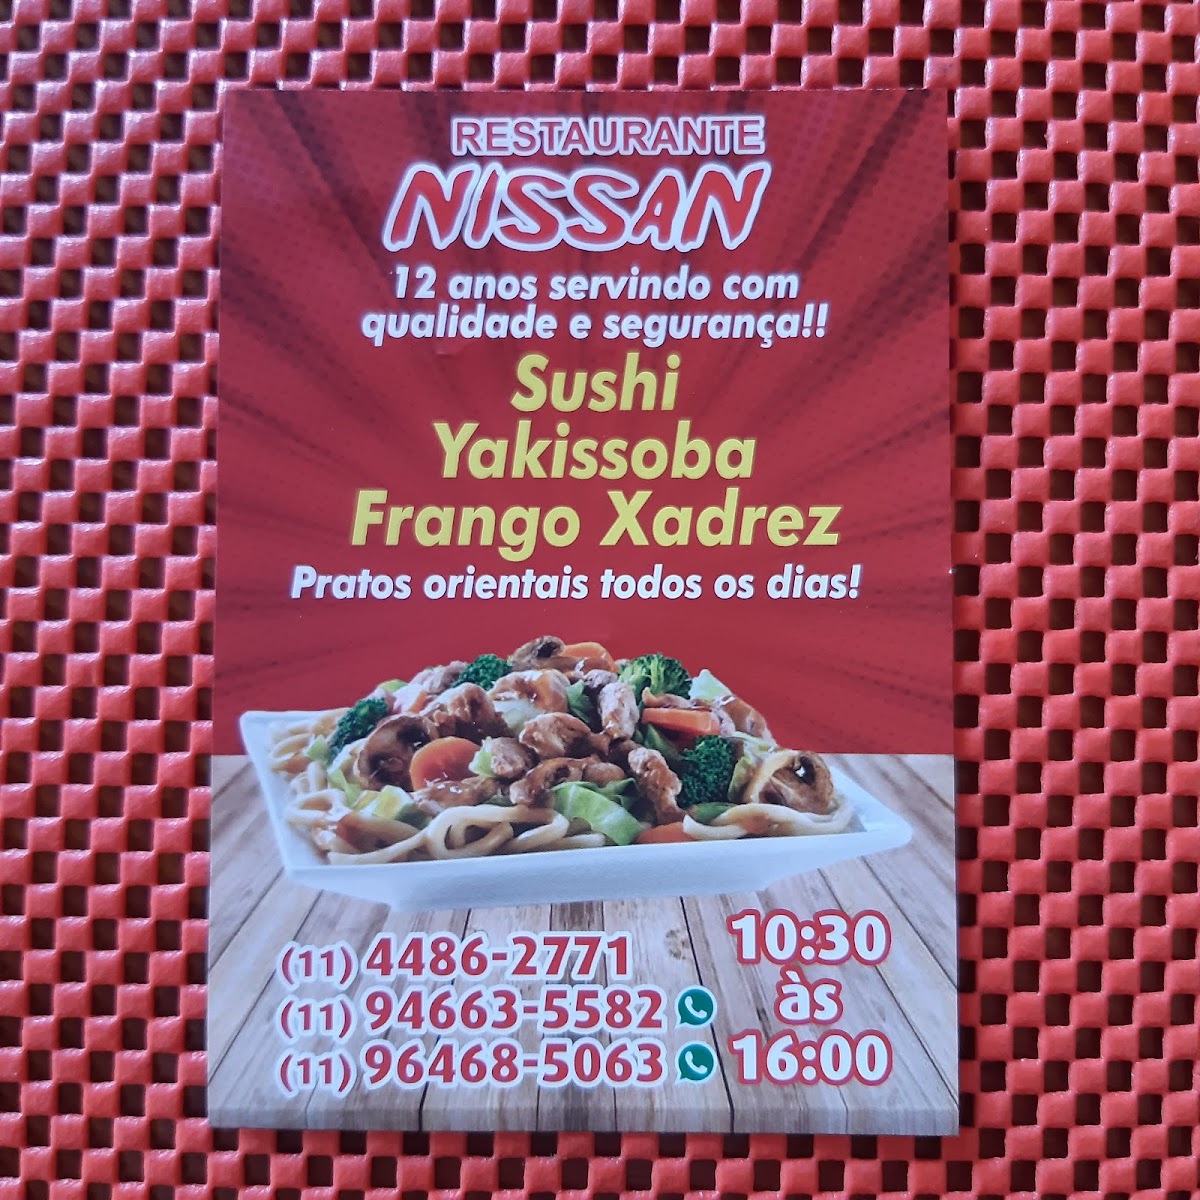 RESTAURANTE
NISSAN
12 anos servindo com
qualidade e segurança!!
Sushi
Yakissoba
Frango Xadrez
Pratos orientais todos os dias!
(11) 4486-2771
(11) 94663-5582
(11) 96468-5063
10:30
às
16:00